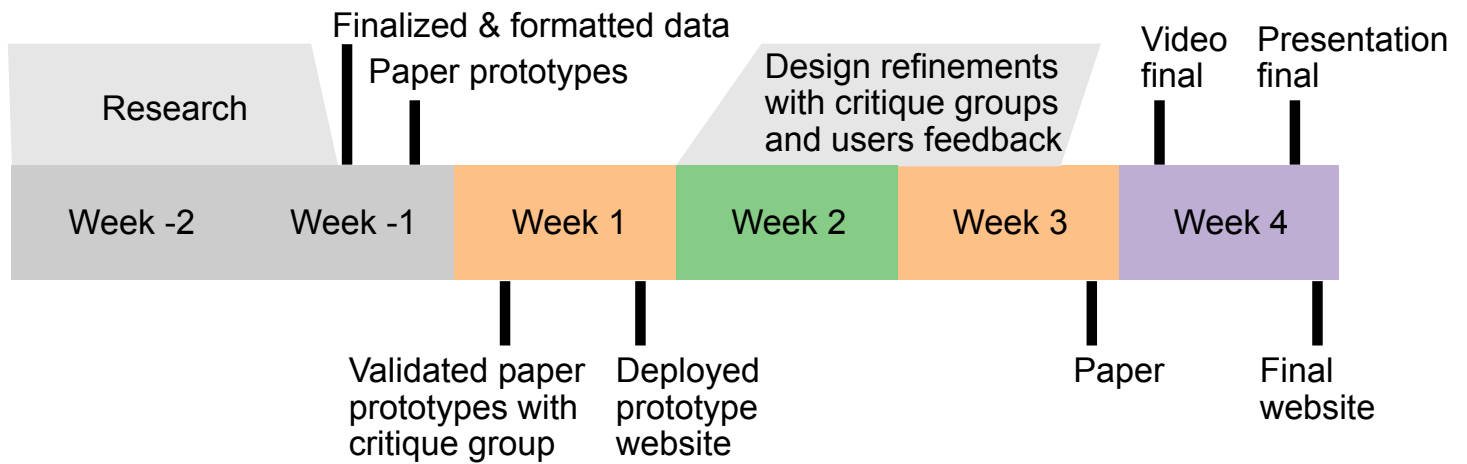 Finalized & formatted data
Paper prototypes
Research
Design refinements
with critique groups
and users feedback
Video
final
Presentation
final
Week -2
Week -1
Week 1
Week 2
Week 3
Week 4
Validated paper
prototypes with
critique group
Deployed
prototype
website
Paper
Final
website